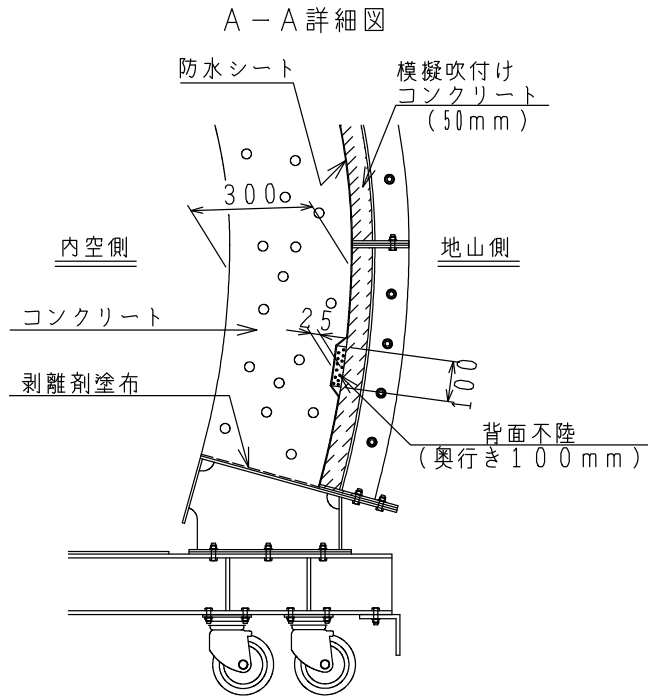 A－A詳細図
防水シート
模擬吹付け
コンクリート
(50mm)
300
内空側
地山側
コンクリート
25
100
剥離剤塗布
背面不陸
(奥行き100mm)